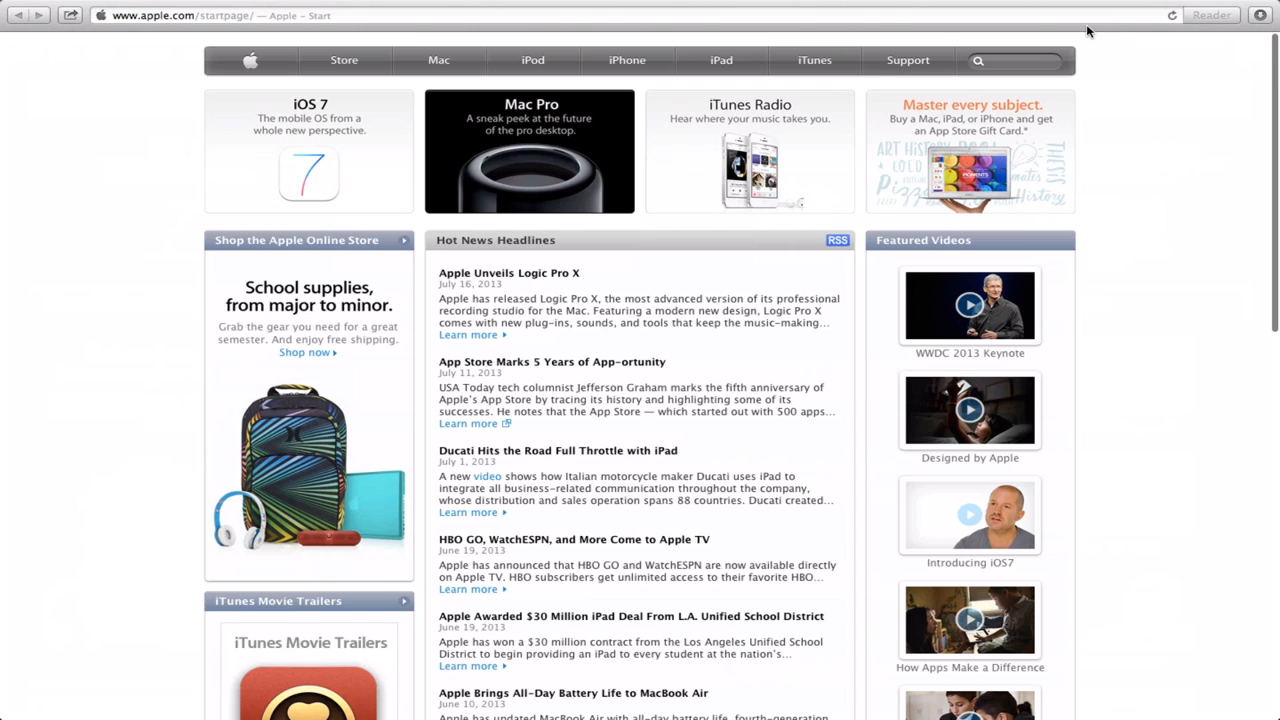 www.apple.com/startpage/ — Apple - Start
Reader
Store
Mac
iPod
iPhone
iPad
iTunes
Support
iOS 7
The mobile OS from a
whole new perspective.
7
Mac Pro
A sneak peek at the future
of the pro desktop.
iTunes Radio
Hear where your music takes you.
Master every subject.
Buy a Mac, iPad, or iPhone and get
an App Store Gift Card.*
ART HISTORY
THESIS
History
PIGMENTS
Shop the Apple Online Store
School supplies,
from major to minor.
Grab the gear you need for a great
semester. And enjoy free shipping.
Shop now
iTunes Movie Trailers
iTunes Movie Trailers
Hot News Headlines
RSS
Apple Unveils Logic Pro X
July 16, 2013
Apple has released Logic Pro X, the most advanced version of its professional
recording studio for the Mac. Featuring a modern new design, Logic Pro X
comes with new plug-ins, sounds, and tools that keep the music-making...
Learn more
App Store Marks 5 Years of App-ortunity
July 11, 2013
USA Today tech columnist Jefferson Graham marks the fifth anniversary of
Apple's App Store by tracing its history and highlighting some of its
successes. He notes that the App Store — which started out with 500 apps...
Learn more
Ducati Hits the Road Full Throttle with iPad
July 1, 2013
A new video shows how Italian motorcycle maker Ducati uses iPad to
integrate all business-related communication throughout the company,
whose distribution and sales operation spans 88 countries. Ducati created...
Learn more
HBO GO, WatchESPN, and More Come to Apple TV
June 19, 2013
Apple has announced that HBO GO and WatchESPN are now available directly
on Apple TV. HBO subscribers get unlimited access to their favorite HBO...
Learn more
Apple Awarded $30 Million iPad Deal From L.A. Unified School District
June 19, 2013
Apple has won a $30 million contract from the Los Angeles Unified School
District to begin providing an iPad to every student at the nation's...
Learn more
Apple Brings All-Day Battery Life to MacBook Air
June 10, 2013
Apple has updated MacBook Air with all-day battery life, fourth-generation
Featured Videos
WWDC 2013 Keynote
Designed by Apple
Introducing iOS7
How Apps Make a Difference